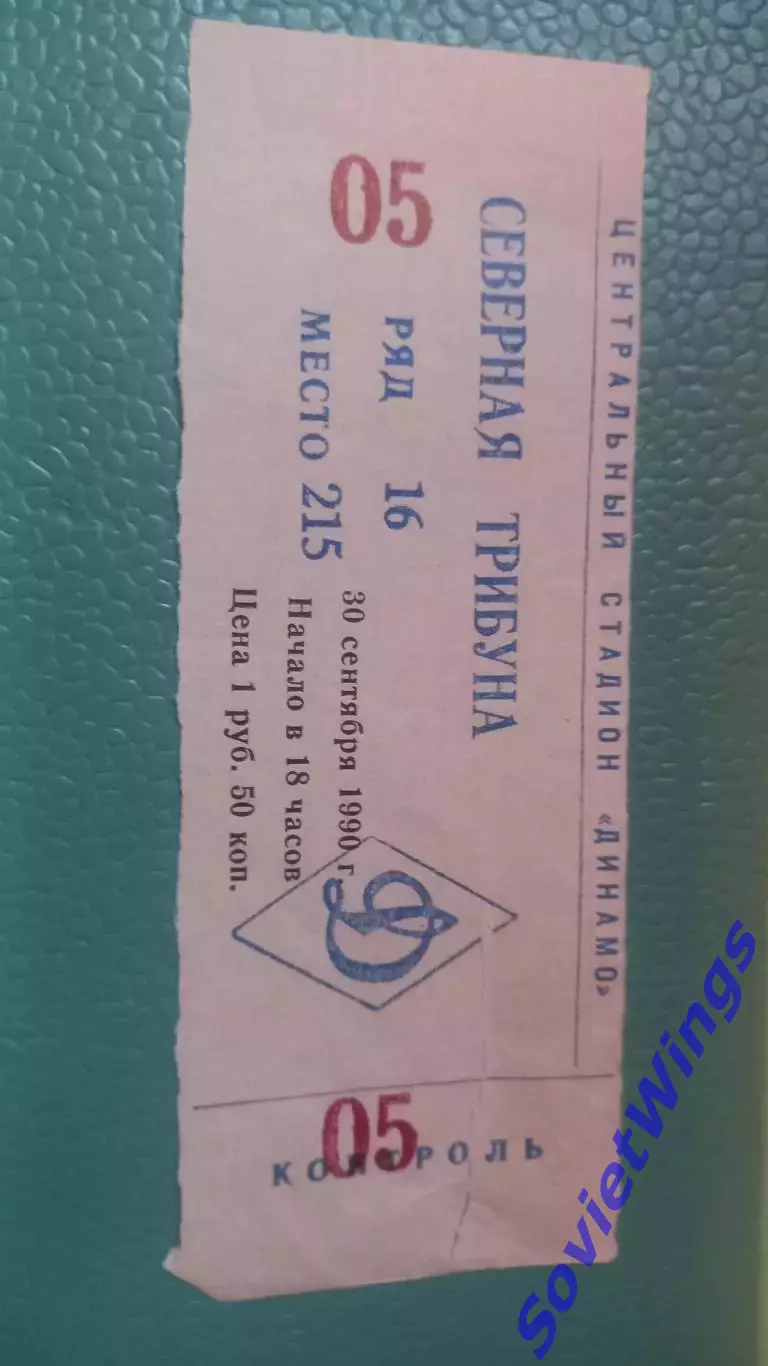 ЦЕНТРАЛЬНЫЙ СТАДИОН «ДИНАМО»
СЕВЕРНАЯ ТРИБУНА
05
РЯД 16
МЕСТО 215
30 сентября 1990 г.
Начало в 18 часов
Цена 1 руб. 50 коп.
Д
05
КОНТРОЛЬ
SovietWings